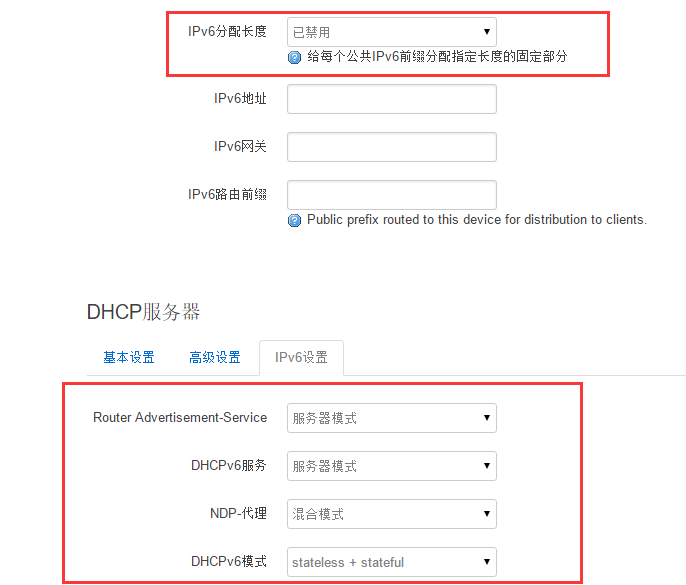 IPv6分配长度 已禁用
给每个公共IPv6前缀分配指定长度的固定部分
IPv6地址
IPv6网关
IPv6路由前缀
Public prefix routed to this device for distribution to clients.
DHCP服务器
基本设置 高级设置 IPv6设置
Router Advertisement-Service 服务器模式
DHCPv6服务 服务器模式
NDP-代理 混合模式
DHCPv6模式 stateless + stateful